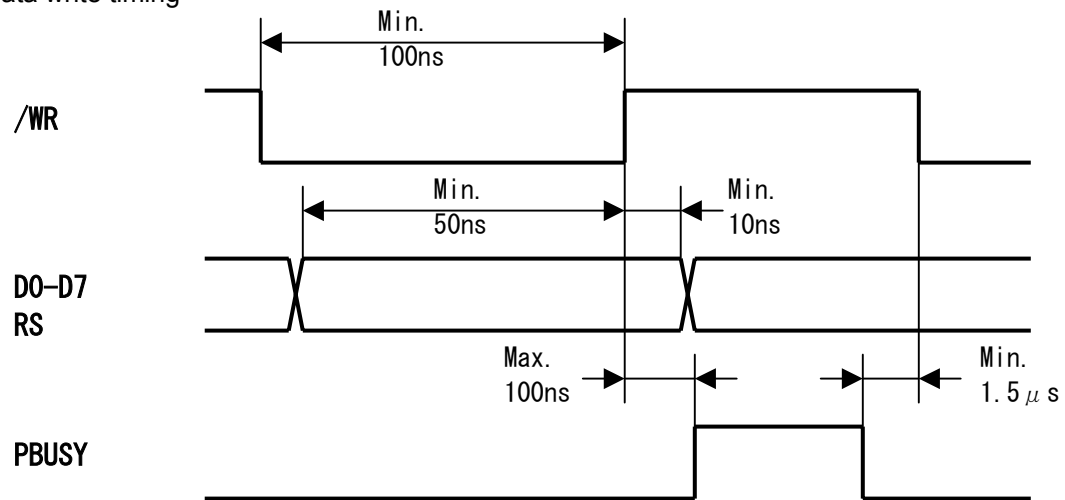 ata write timing
Min.
100ns
/WR
Min.
50ns
Min.
10ns
D0-D7
RS
Max.
100ns
Min.
1.5μs
PBUSY